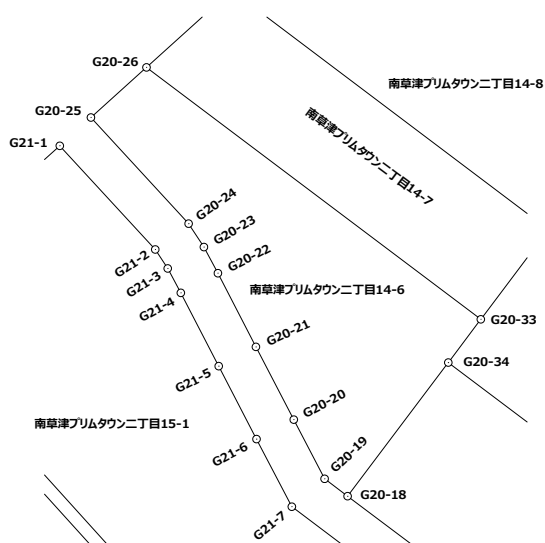 G20-26
南草津プリムタウン二丁目14-8
G20-25
南草津プリムタウン二丁目14-7
G21-1
G20-24
G20-23
G21-2
G20-22
G21-3
南草津プリムタウン二丁目14-6
G21-4
G20-33
G20-21
G20-34
G21-5
G20-20
南草津プリムタウン二丁目15-1
G21-6
G20-19
G20-18
G21-7